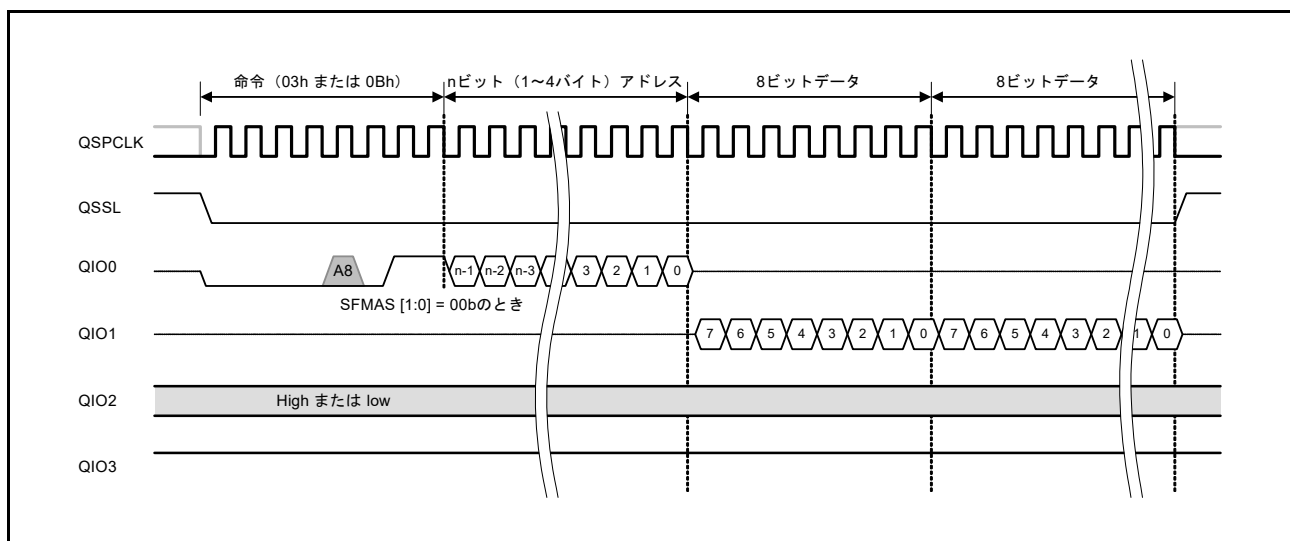 命令（03h または 0Bh） nビット（1～4バイト）アドレス 8ビットデータ 8ビットデータ
QSPCLK
QSSL
QIO0 A8 n-1 n-2 n-3 3 2 1 0
SFMAS [1:0] = 00bのとき
QIO1 7 6 5 4 3 2 1 0 7 6 5 4 3 2 1 0
QIO2 High または low
QIO3